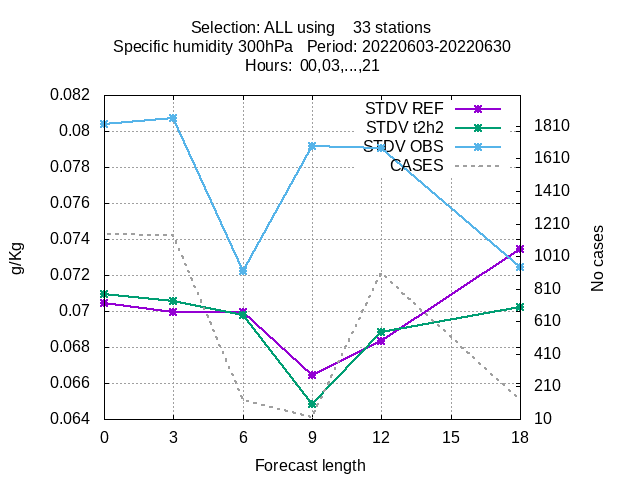 Selection: ALL using    33 stations
Specific humidity 300hPa   Period: 20220603-20220630
Hours:  00,03,...,21
STDV REF
STDV t2h2
STDV OBS
CASES
0.082
0.08
0.078
0.076
0.074
0.072
0.07
0.068
0.066
0.064
g/Kg
1810
1610
1410
1210
1010
810
610
410
210
10
No cases
0 3 6 9 12 15 18
Forecast length